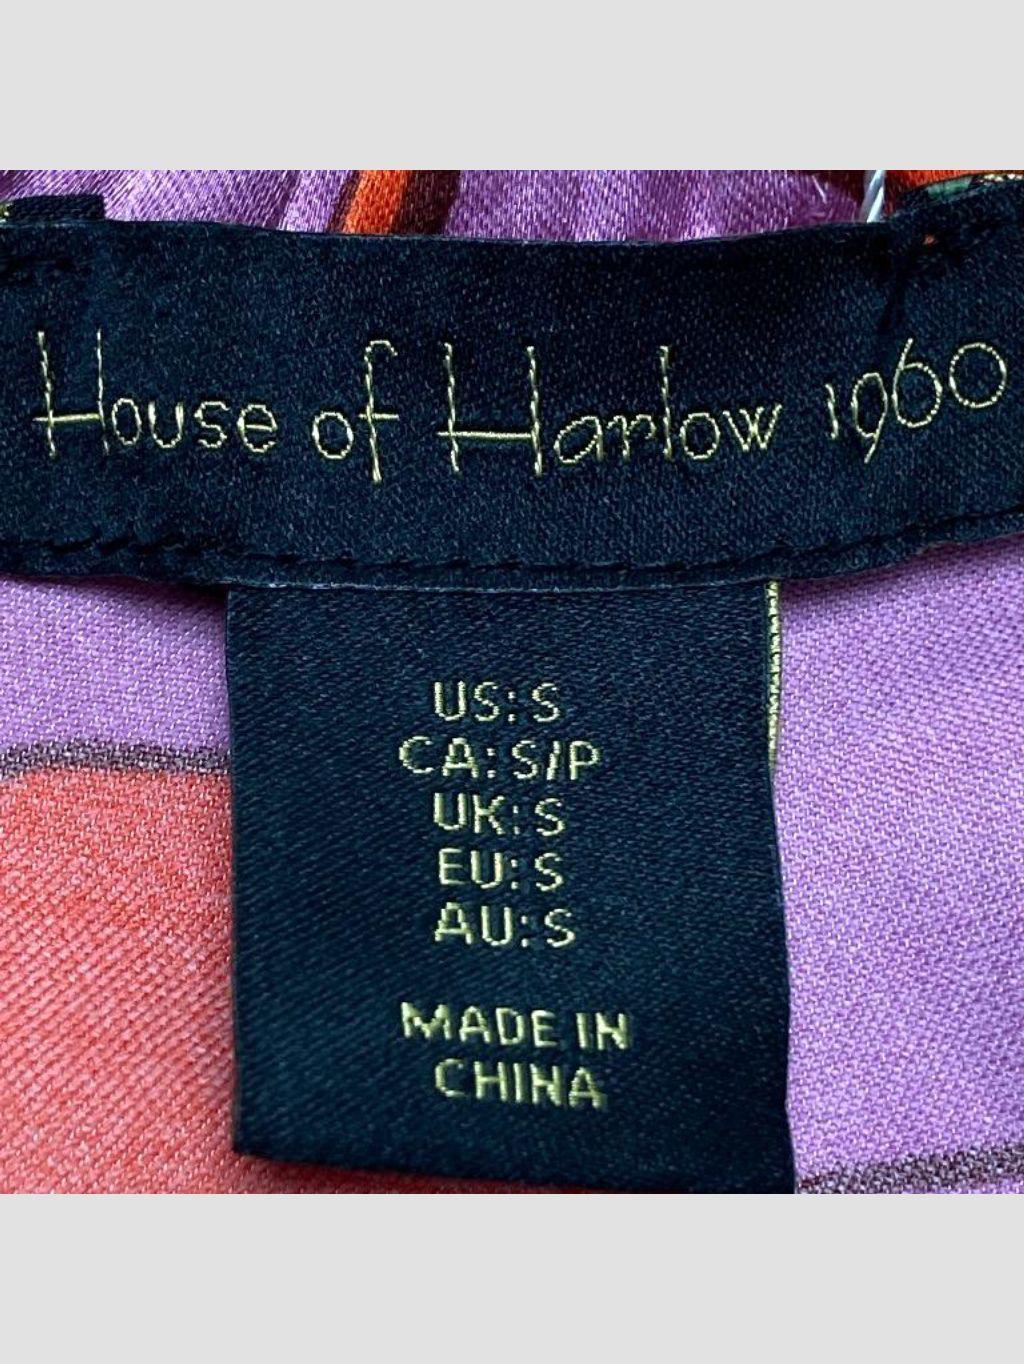 House of Harlow 1960
US: S
CA: S/P
UK: S
EU: S
AU: S
MADE IN
CHINA